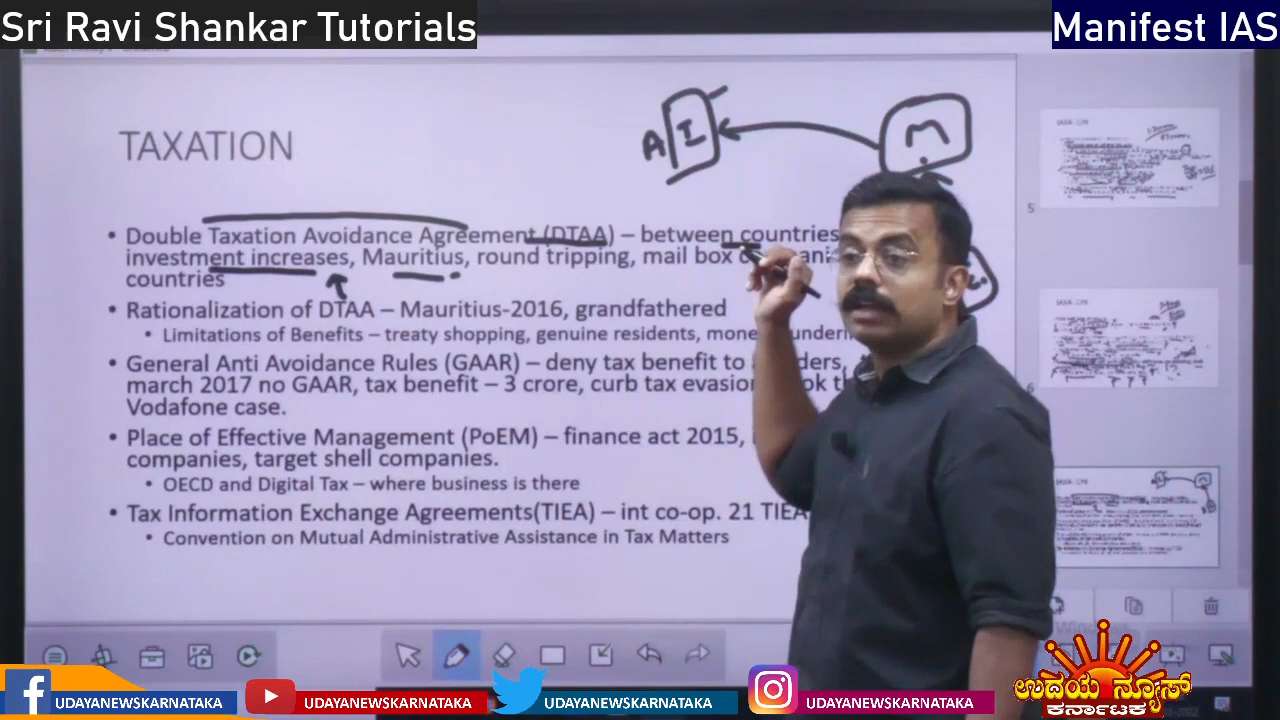 Sri Ravi Shankar Tutorials
Manifest IAS
TAXATION
A I
M
• Double Taxation Avoidance Agreement (DTAA) – between countries
investment increases, Mauritius, round tripping, mail box
countries
• Rationalization of DTAA – Mauritius-2016, grandfathered
• Limitations of Benefits – treaty shopping, genuine residents,
• General Anti Avoidance Rules (GAAR) – deny tax benefit to
march 2017 no GAAR, tax benefit – 3 crore, curb tax
Vodafone case.
• Place of Effective Management (PoEM) – finance act 2015,
companies, target shell companies.
• OECD and Digital Tax – where business is there
• Tax Information Exchange Agreements(TIEA) – int co-op. 21 TIEA
• Convention on Mutual Administrative Assistance in Tax Matters
5
6
UDAYANEWSKARNATAKA
UDAYANEWSKARNATAKA
UDAYANEWSKARNATAKA
UDAYANEWSKARNATAKA
ಉದಯ ನ್ಯೂಸ್
ಕರ್ನಾಟಕ